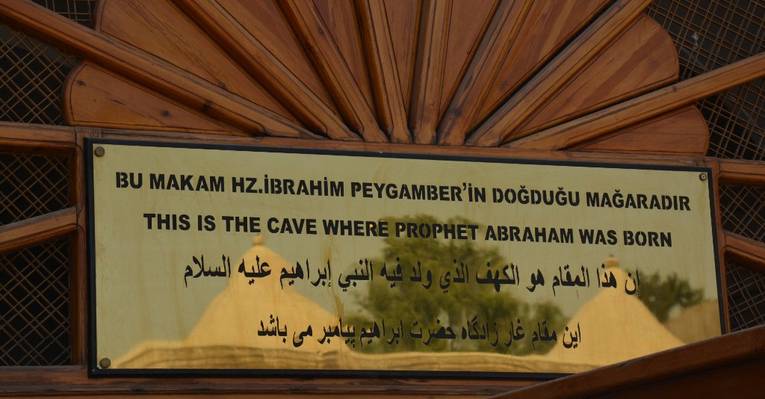 BU MAKAM HZ.İBRAHİM PEYGAMBER'İN DOĞDUĞU MAĞARADIR
THIS IS THE CAVE WHERE PROPHET ABRAHAM WAS BORN
إن هذا المقام هو الكهف الذي ولد فيه النبي إبراهيم عليه السلام
این مقام غار زادگاه حضرت ابراهیم پیامبر می باشد